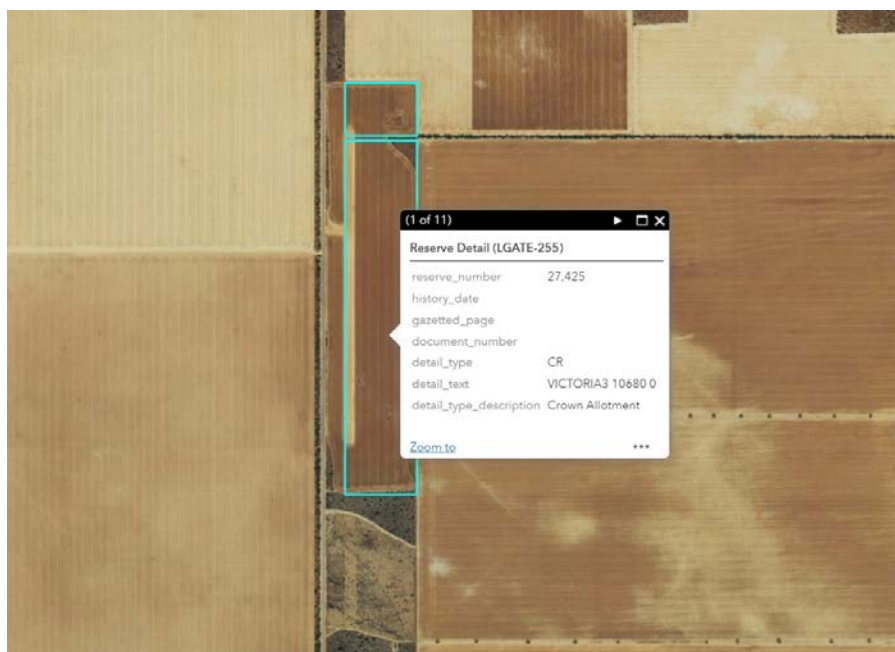 (1 of 11)
Reserve Detail (LGATE-255)
reserve_number 27,425
history_date
gazetted_page
document_number
detail_type CR
detail_text VICTORIA3 10680 0
detail_type_description Crown Allotment
Zoom to